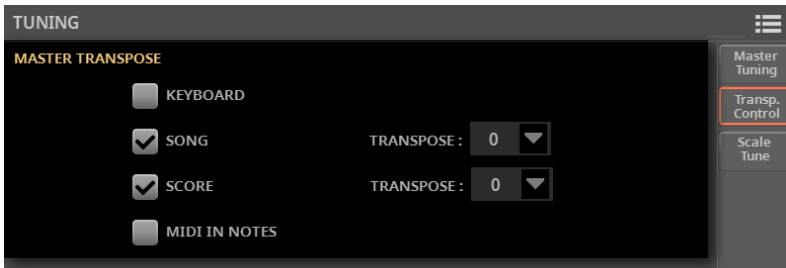 TUNING
MASTER TRANSPOSE
KEYBOARD
SONG TRANSPOSE : 0
SCORE TRANSPOSE : 0
MIDI IN NOTES
Master
Tuning
Transp.
Control
Scale
Tune